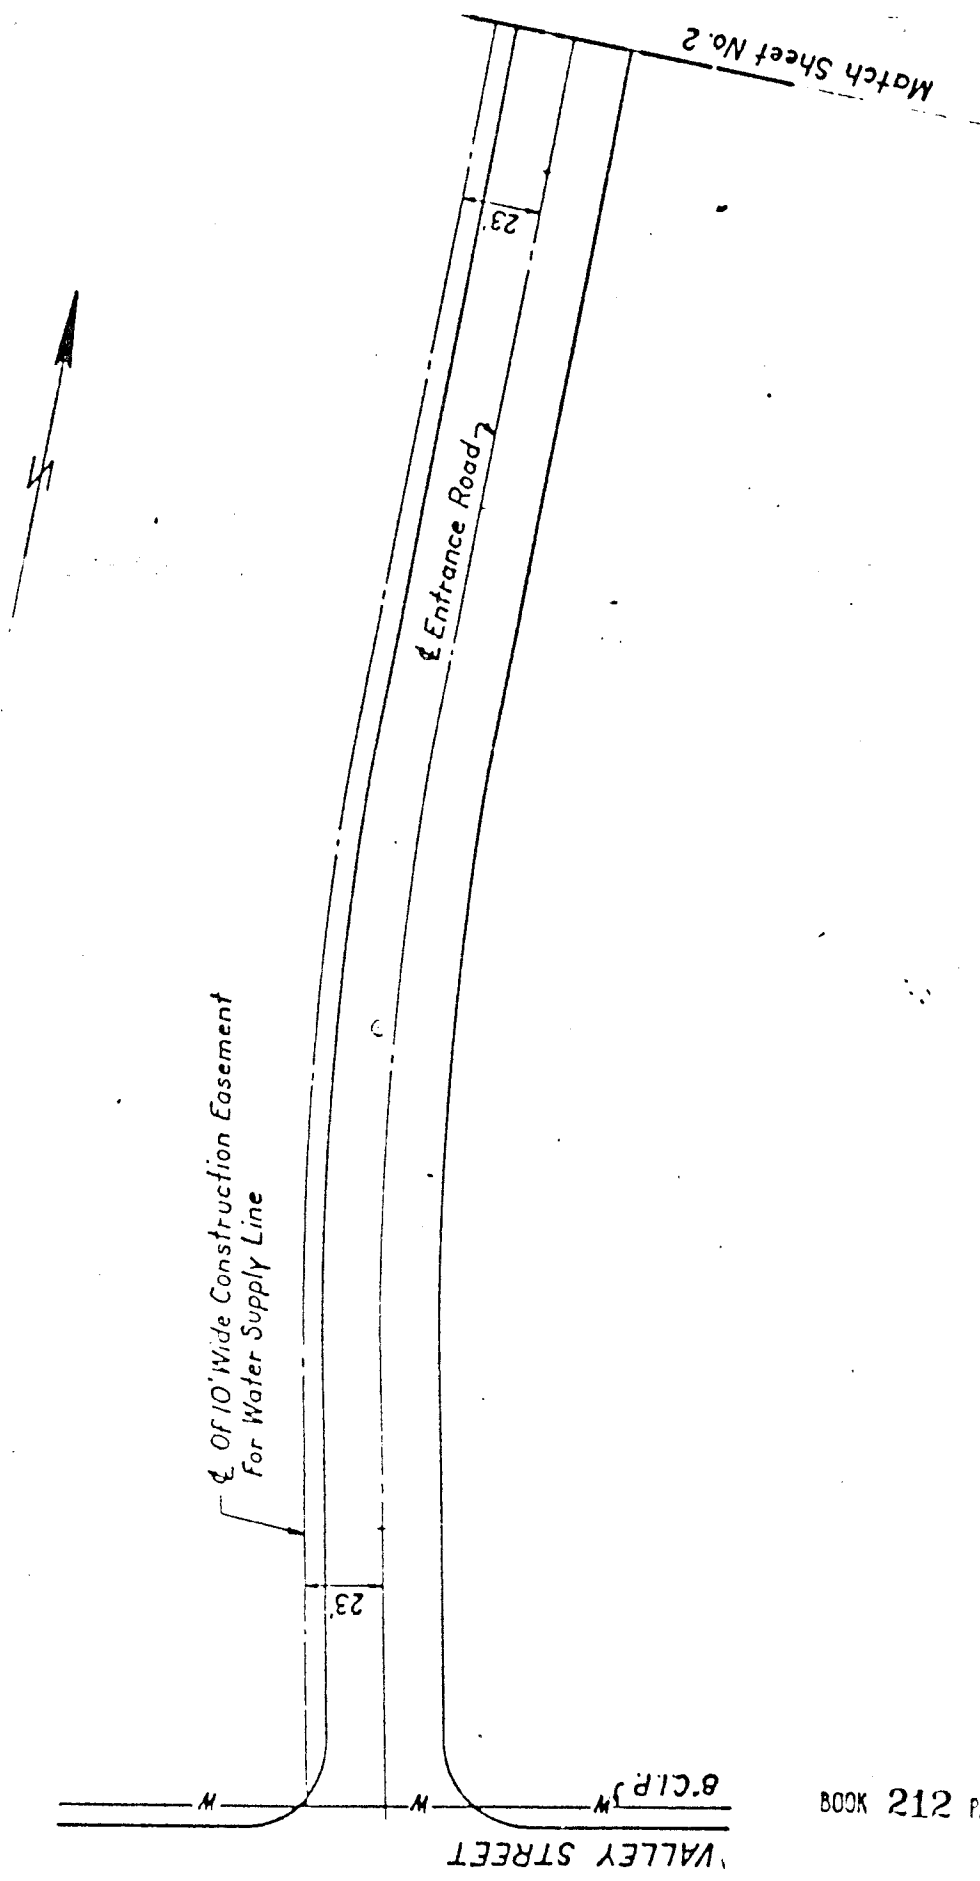 Match Sheet No. 2
23'
N
℄ Entrance Road
℄ Of 10' Wide Construction Easement
For Water Supply Line
23'
W W W 8" C.I.P.
VALLEY STREET
BOOK 212